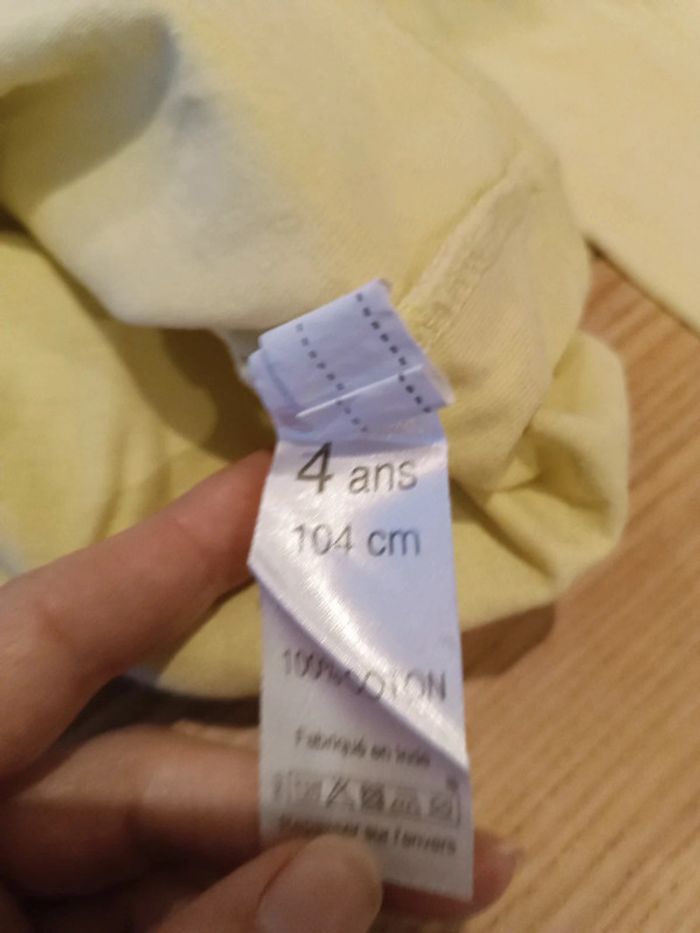 4 ans
104 cm
100% COTON
Fabriqué en Inde
Repasser sur l'envers